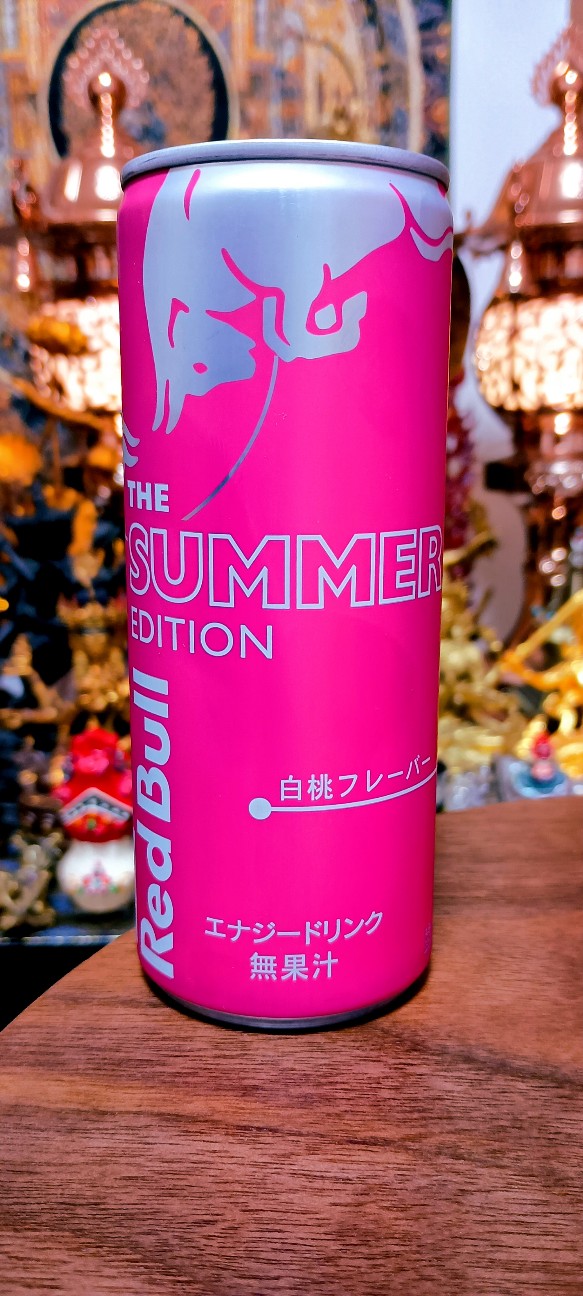 THE
SUMMER
EDITION
Red Bull
白桃フレーバー
エナジードリンク
無果汁